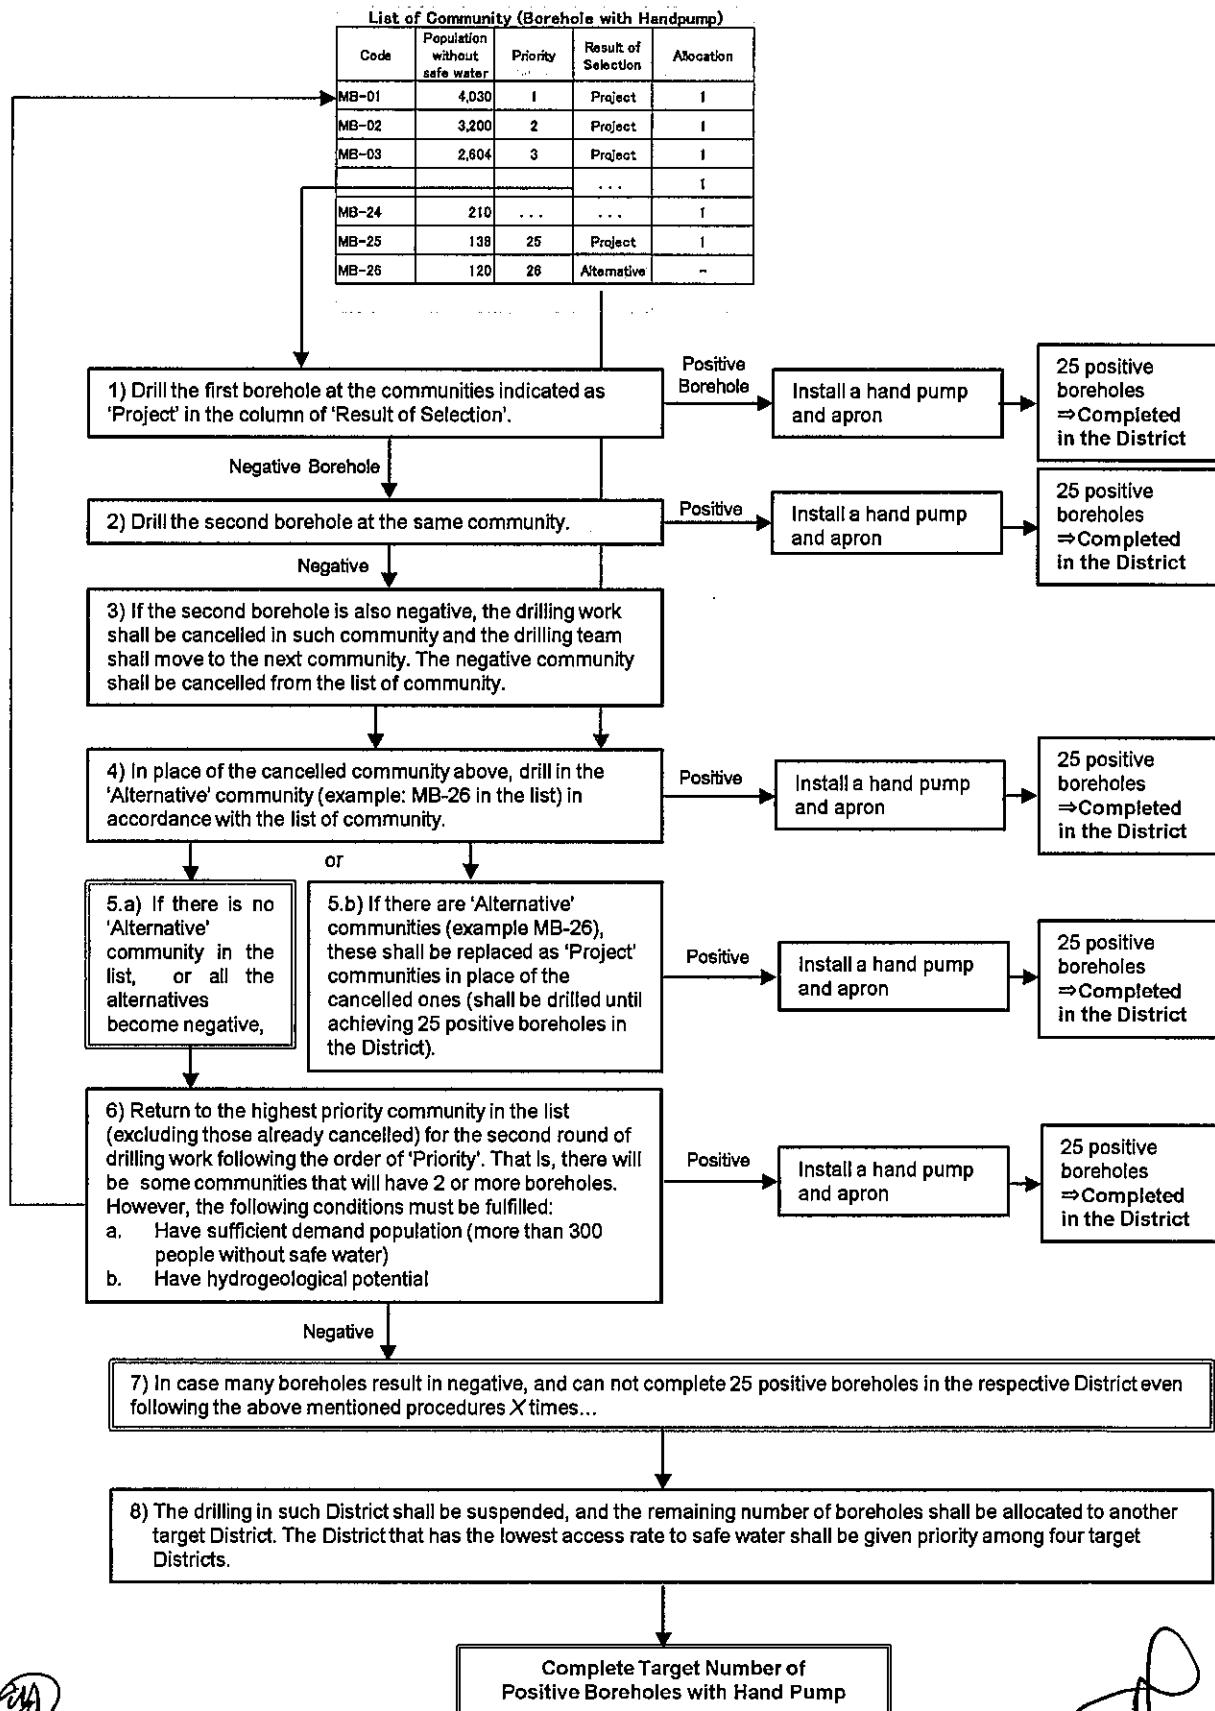 List of Community (Borehole with Handpump)
Code
Population
without
safe water
Priority
Result of
Selection
Allocation
MB-01 4,030 1 Project 1
MB-02 3,200 2 Project 1
MB-03 2,604 3 Project 1
... 1
MB-24 210 ... ... 1
MB-25 138 25 Project 1
MB-26 120 26 Alternative -
1) Drill the first borehole at the communities indicated as
'Project' in the column of 'Result of Selection'.
Positive
Borehole
Install a hand pump
and apron
25 positive
boreholes
⇒Completed
in the District
Negative Borehole
2) Drill the second borehole at the same community.
Positive
Install a hand pump
and apron
25 positive
boreholes
⇒Completed
in the District
Negative
3) If the second borehole is also negative, the drilling work
shall be cancelled in such community and the drilling team
shall move to the next community. The negative community
shall be cancelled from the list of community.
4) In place of the cancelled community above, drill in the
'Alternative' community (example: MB-26 in the list) in
accordance with the list of community.
Positive
Install a hand pump
and apron
25 positive
boreholes
⇒Completed
in the District
or
5.a) If there is no
'Alternative'
community in the
list, or all the
alternatives
become negative,
5.b) If there are 'Alternative'
communities (example MB-26),
these shall be replaced as 'Project'
communities in place of the
cancelled ones (shall be drilled until
achieving 25 positive boreholes in
the District).
Positive
Install a hand pump
and apron
25 positive
boreholes
⇒Completed
in the District
6) Return to the highest priority community in the list
(excluding those already cancelled) for the second round of
drilling work following the order of 'Priority'. That is, there will
be some communities that will have 2 or more boreholes.
However, the following conditions must be fulfilled:
a. Have sufficient demand population (more than 300
people without safe water)
b. Have hydrogeological potential
Positive
Install a hand pump
and apron
25 positive
boreholes
⇒Completed
in the District
Negative
7) In case many boreholes result in negative, and can not complete 25 positive boreholes in the respective District even
following the above mentioned procedures X times...
8) The drilling in such District shall be suspended, and the remaining number of boreholes shall be allocated to another
target District. The District that has the lowest access rate to safe water shall be given priority among four target
Districts.
Complete Target Number of
Positive Boreholes with Hand Pump